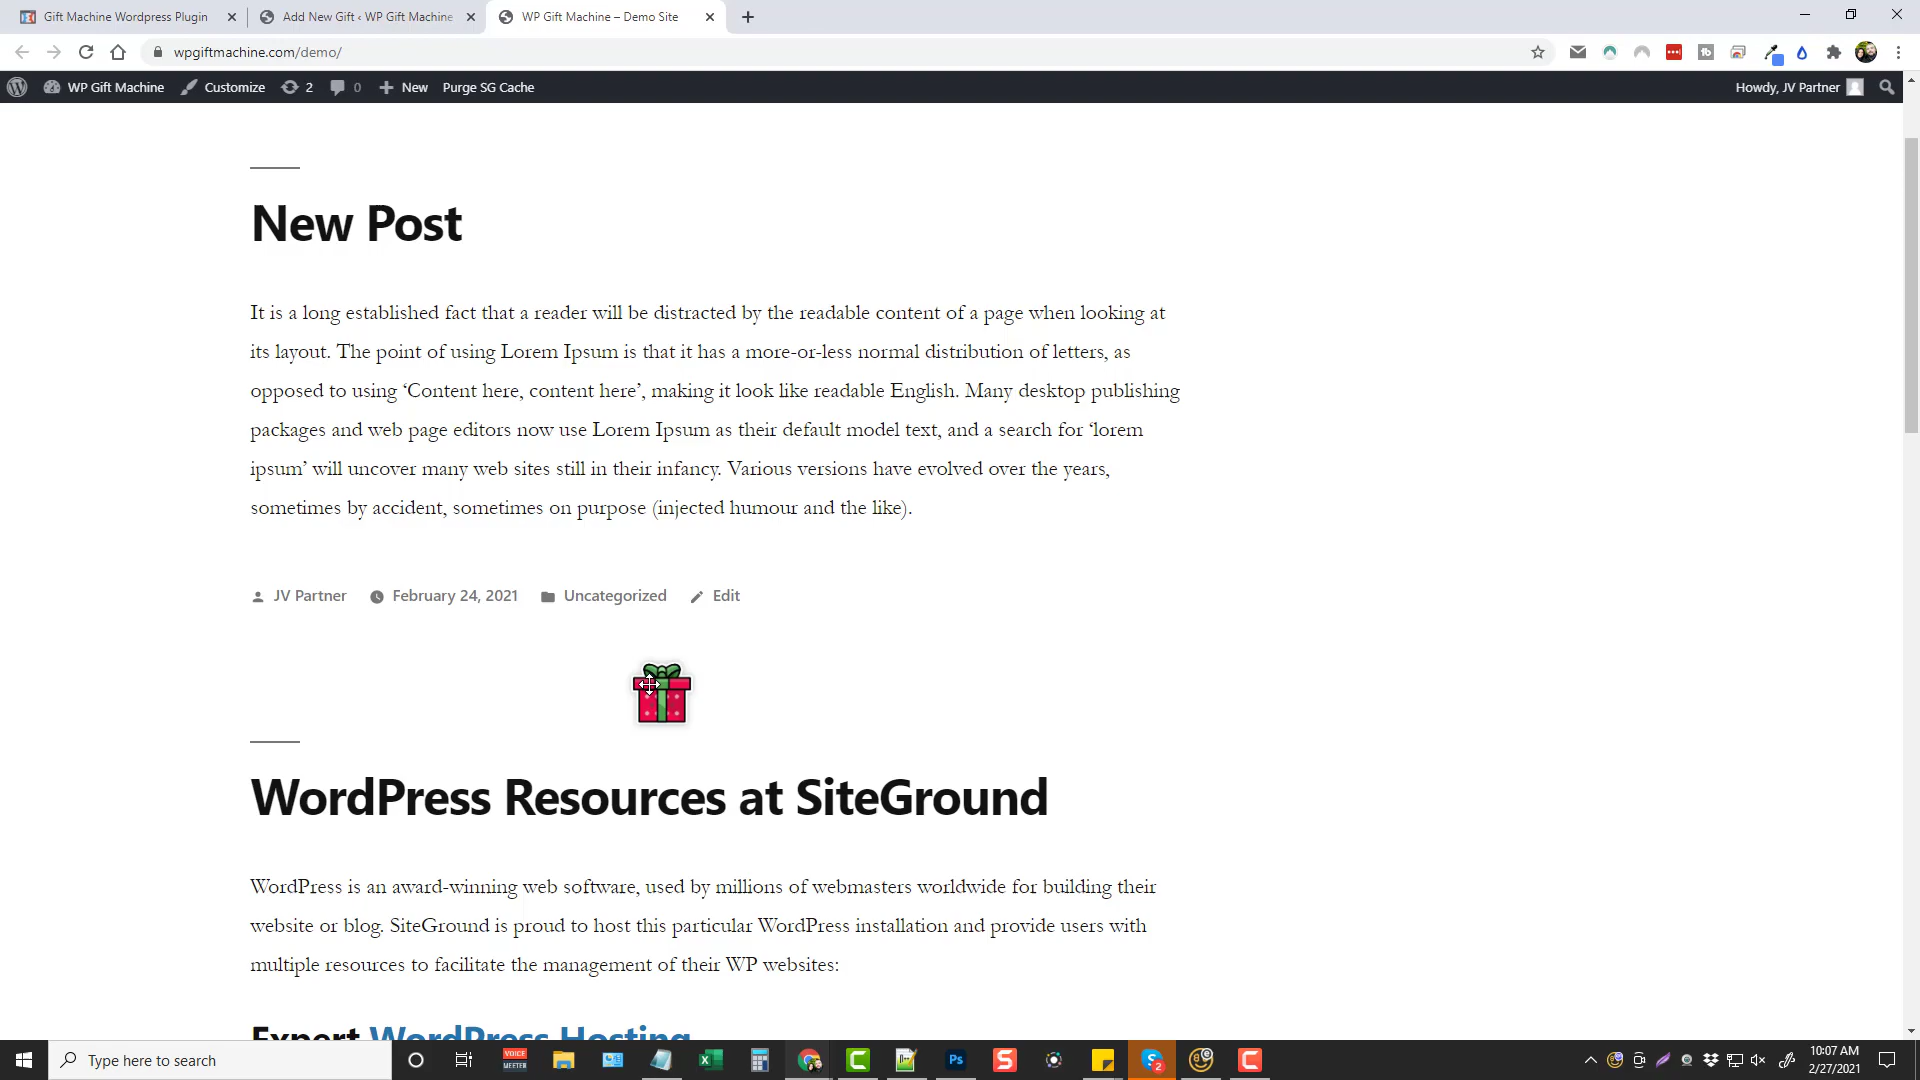 Gift Machine Wordpress Plugin
Add New Gift ‹ WP Gift Machine
WP Gift Machine – Demo Site
wpgiftmachine.com/demo/
WP Gift Machine
Customize
2
0
New
Purge SG Cache
Howdy, JV Partner
New Post
It is a long established fact that a reader will be distracted by the readable content of a page when looking at
its layout. The point of using Lorem Ipsum is that it has a more-or-less normal distribution of letters, as
opposed to using ‘Content here, content here’, making it look like readable English. Many desktop publishing
packages and web page editors now use Lorem Ipsum as their default model text, and a search for ‘lorem
ipsum’ will uncover many web sites still in their infancy. Various versions have evolved over the years,
sometimes by accident, sometimes on purpose (injected humour and the like).
JV Partner February 24, 2021 Uncategorized Edit
WordPress Resources at SiteGround
WordPress is an award-winning web software, used by millions of webmasters worldwide for building their
website or blog. SiteGround is proud to host this particular WordPress installation and provide users with
multiple resources to facilitate the management of their WP websites:
Expert WordPress Hosting
Type here to search
VOICE
MEETER
Ps
2
10:07 AM
2/27/2021